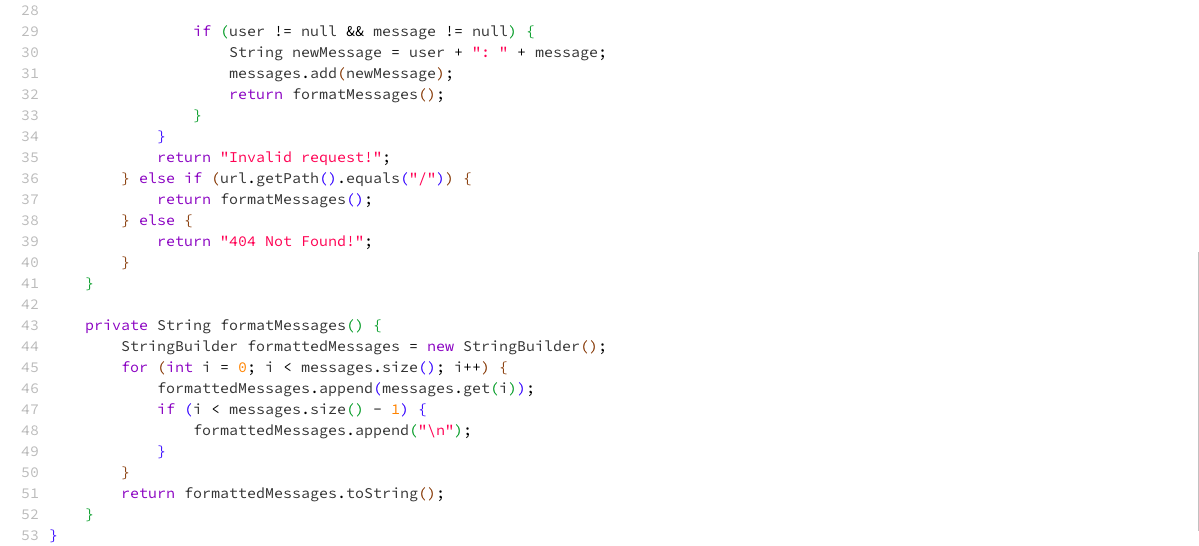 28
29                 if (user != null && message != null) {
30                     String newMessage = user + ": " + message;
31                     messages.add(newMessage);
32                     return formatMessages();
33                 }
34             }
35             return "Invalid request!";
36         } else if (url.getPath().equals("/")) {
37             return formatMessages();
38         } else {
39             return "404 Not Found!";
40         }
41     }
42
43     private String formatMessages() {
44         StringBuilder formattedMessages = new StringBuilder();
45         for (int i = 0; i < messages.size(); i++) {
46             formattedMessages.append(messages.get(i));
47             if (i < messages.size() - 1) {
48                 formattedMessages.append("\n");
49             }
50         }
51         return formattedMessages.toString();
52     }
53 }